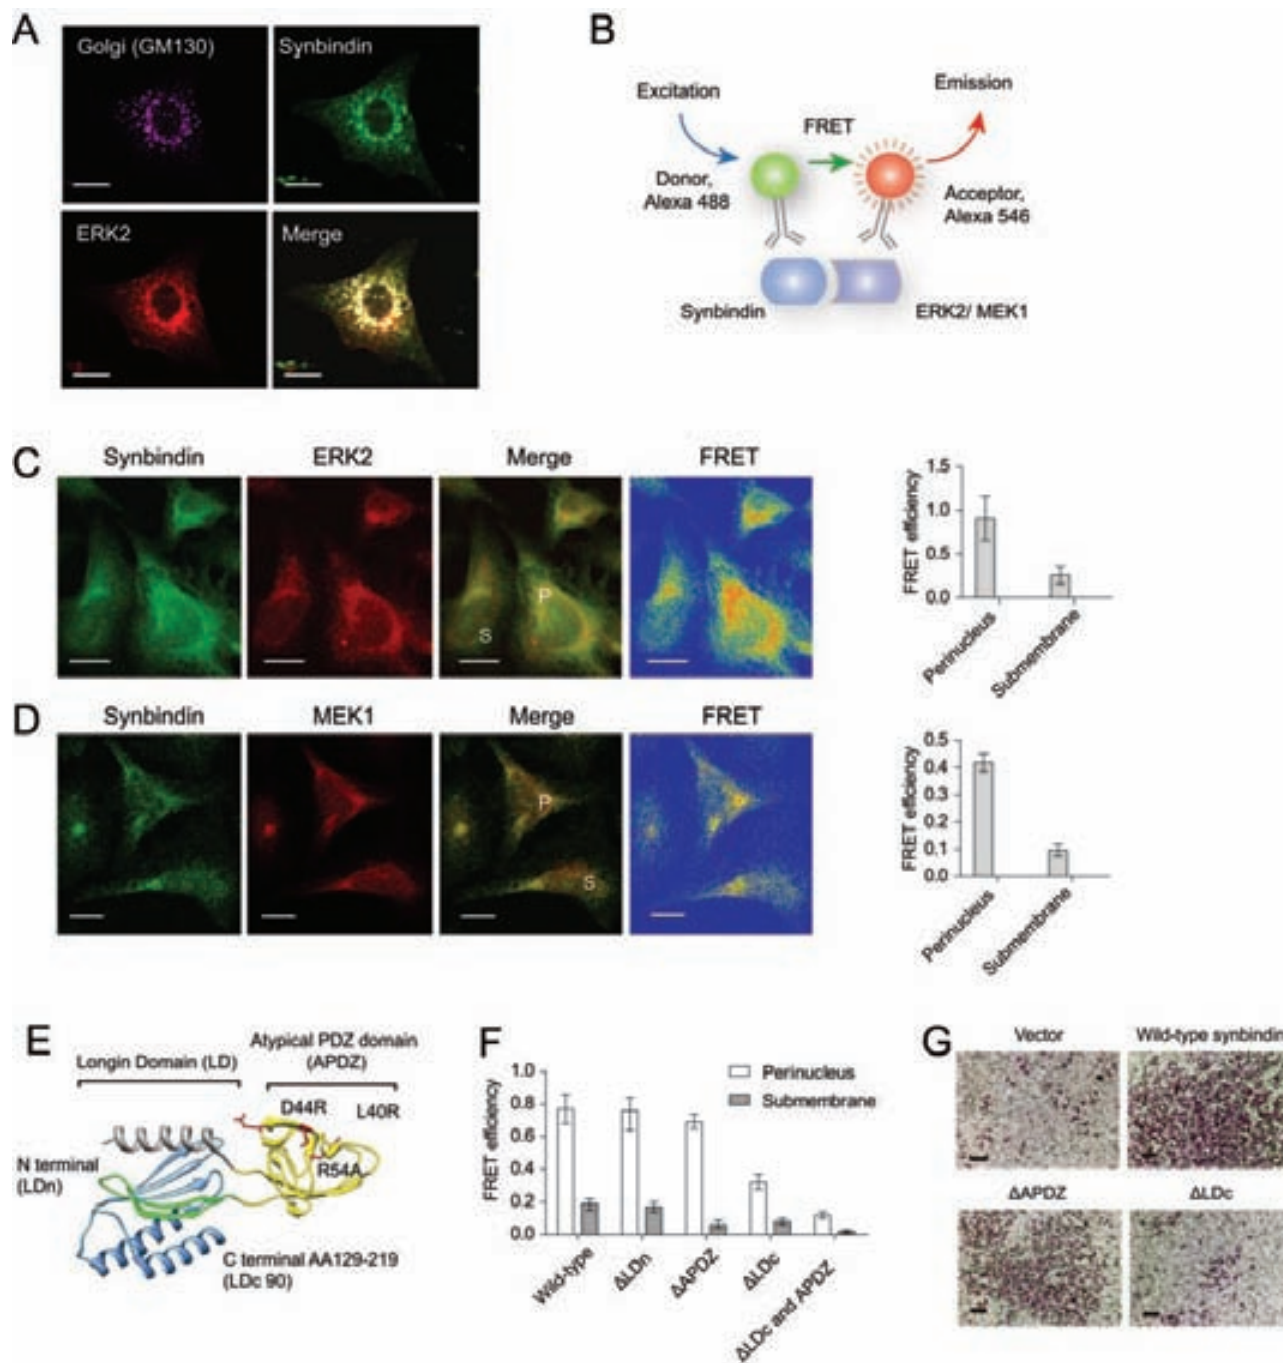 A
Golgi (GM130)
Synbindin
ERK2
Merge
B
Excitation
Emission
FRET
Donor,
Alexa 488
Acceptor,
Alexa 546
Synbindin
ERK2/ MEK1
C
Synbindin
ERK2
Merge
FRET
P
S
FRET efficiency
1.5
1.0
0.5
0.0
Perinucleus
Submembrane
D
Synbindin
MEK1
Merge
FRET
P
S
FRET efficiency
0.5
0.4
0.3
0.2
0.1
0.0
Perinucleus
Submembrane
E
Longin Domain (LD)
Atypical PDZ domain
(APDZ)
D44R
L40R
R54A
N terminal
(LDn)
C terminal AA129-219
(LDc 90)
F
FRET efficiency
1.0
0.8
0.6
0.4
0.2
0.0
Perinucleus
Submembrane
Wild-type
ΔLDn
ΔAPDZ
ΔLDc
ΔLDc and APDZ
G
Vector
Wild-type synbindin
ΔAPDZ
ΔLDc